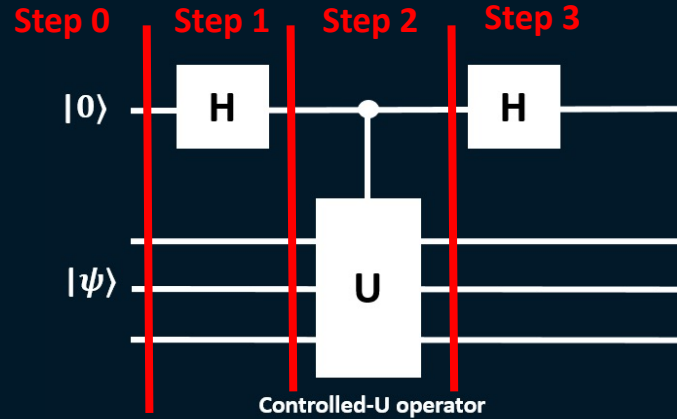 Step 0 Step 1 Step 2 Step 3
|0⟩ H H
|ψ⟩ U
Controlled-U operator